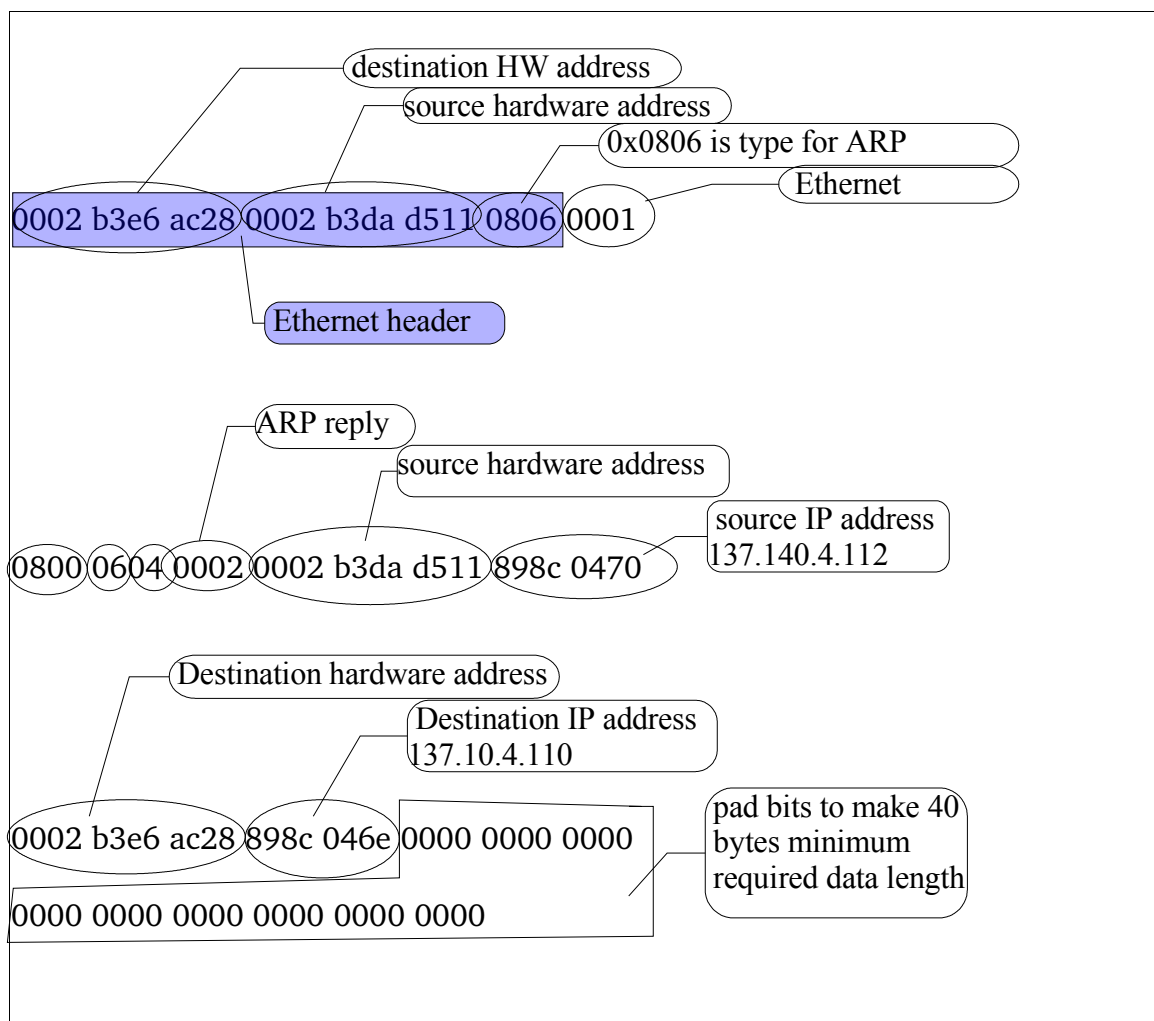 destination HW address
source hardware address
0x0806 is type for ARP
Ethernet
0002 b3e6 ac28 0002 b3da d511 0806 0001
Ethernet header
ARP reply
source hardware address
source IP address
137.140.4.112
0800 0604 0002 0002 b3da d511 898c 0470
Destination hardware address
Destination IP address
137.10.4.110
0002 b3e6 ac28 898c 046e 0000 0000 0000
pad bits to make 40
bytes minimum
required data length
0000 0000 0000 0000 0000 0000